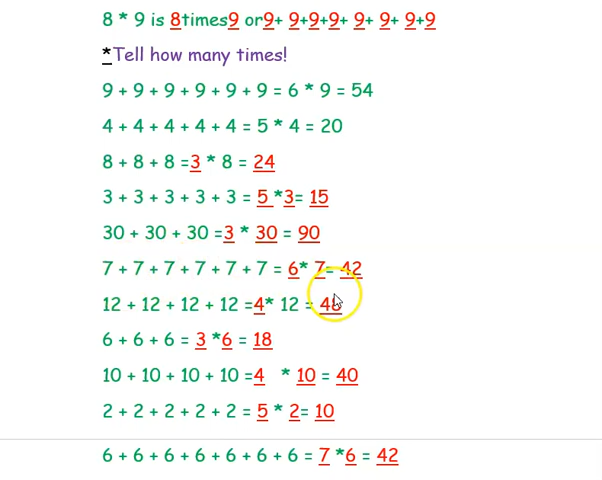 8 * 9 is 8times9 or9+ 9+9+9+ 9+ 9+ 9+9
*Tell how many times!
9 + 9 + 9 + 9 + 9 + 9 = 6 * 9 = 54
4 + 4 + 4 + 4 + 4 = 5 * 4 = 20
8 + 8 + 8 =3 * 8 = 24
3 + 3 + 3 + 3 + 3 = 5 *3= 15
30 + 30 + 30 =3 * 30 = 90
7 + 7 + 7 + 7 + 7 + 7 = 6* 7= 42
12 + 12 + 12 + 12 =4* 12 = 48
6 + 6 + 6 = 3 *6 = 18
10 + 10 + 10 + 10 =4 * 10 = 40
2 + 2 + 2 + 2 + 2 = 5 * 2= 10
6 + 6 + 6 + 6 + 6 + 6 + 6 = 7 *6 = 42